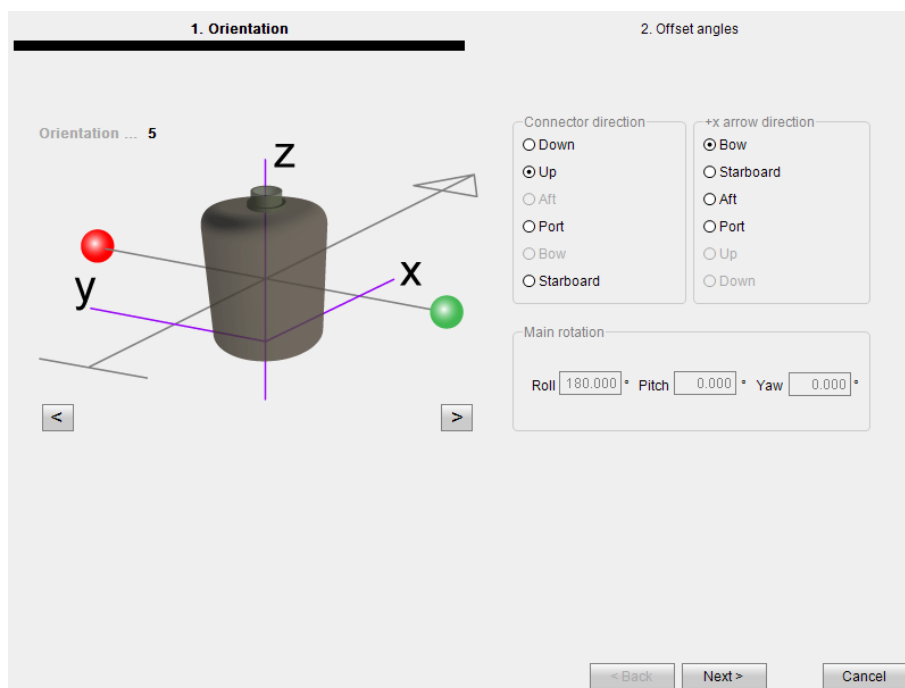 1. Orientation
2. Offset angles
Orientation ... 5
z
y
x
< >
Connector direction
Down
Up
Aft
Port
Bow
Starboard
+x arrow direction
Bow
Starboard
Aft
Port
Up
Down
Main rotation
Roll 180.000 ° Pitch 0.000 ° Yaw 0.000 °
< Back Next > Cancel